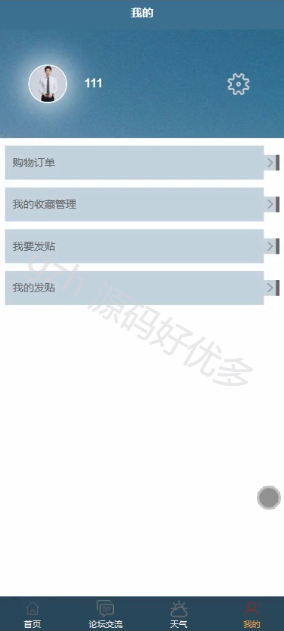 我的
111
购物订单
我的收藏管理
我要发贴
我的发贴
gzh 源码好优多
首页
论坛交流
天气
我的